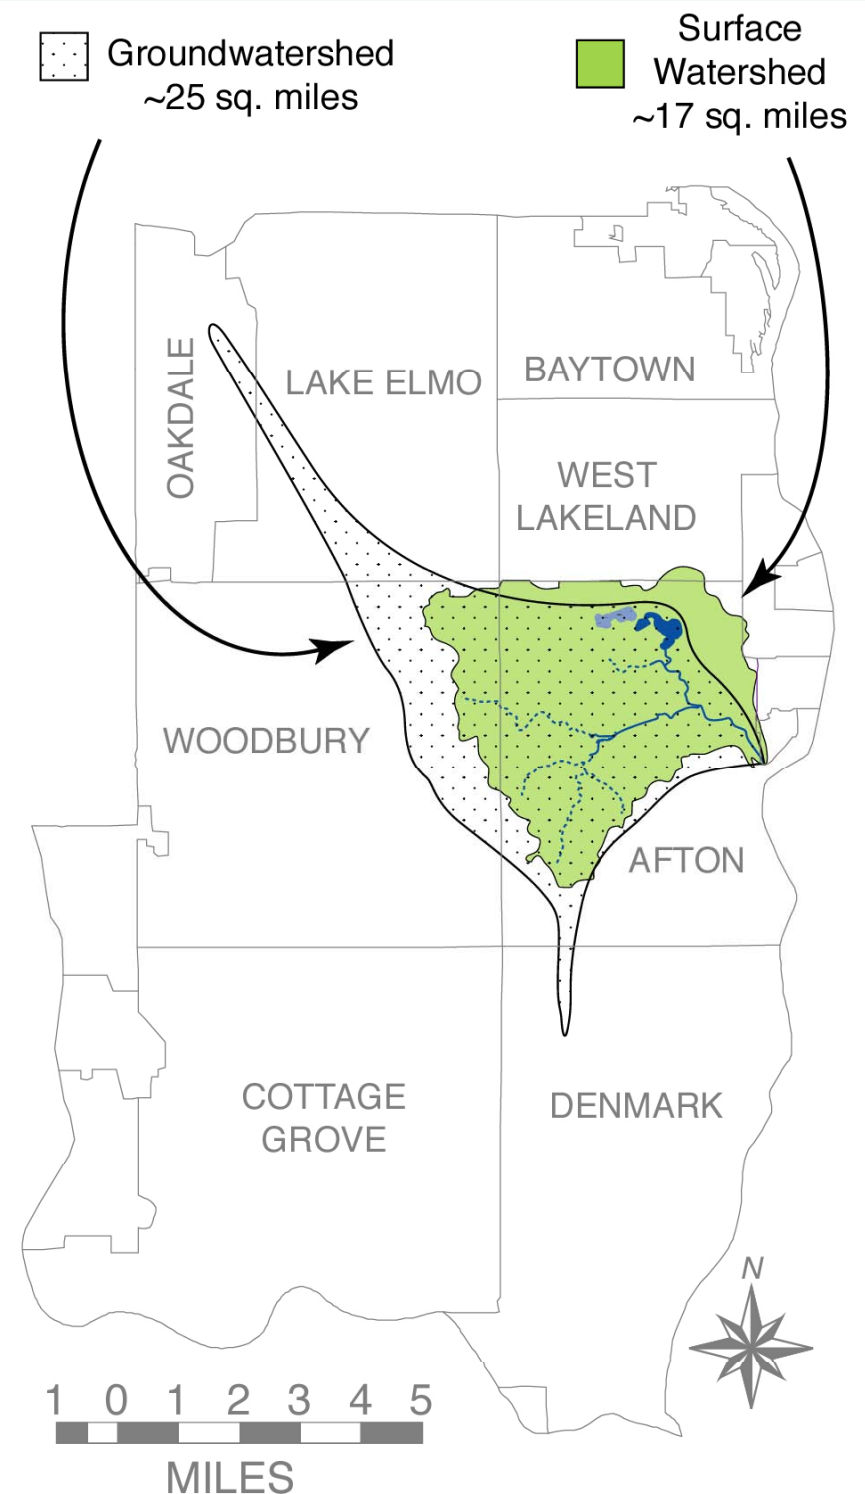 Groundwatershed
~25 sq. miles
Surface
Watershed
~17 sq. miles
OAKDALE
LAKE ELMO
BAYTOWN
WEST
LAKELAND
WOODBURY
AFTON
COTTAGE
GROVE
DENMARK
N
1 0 1 2 3 4 5
MILES